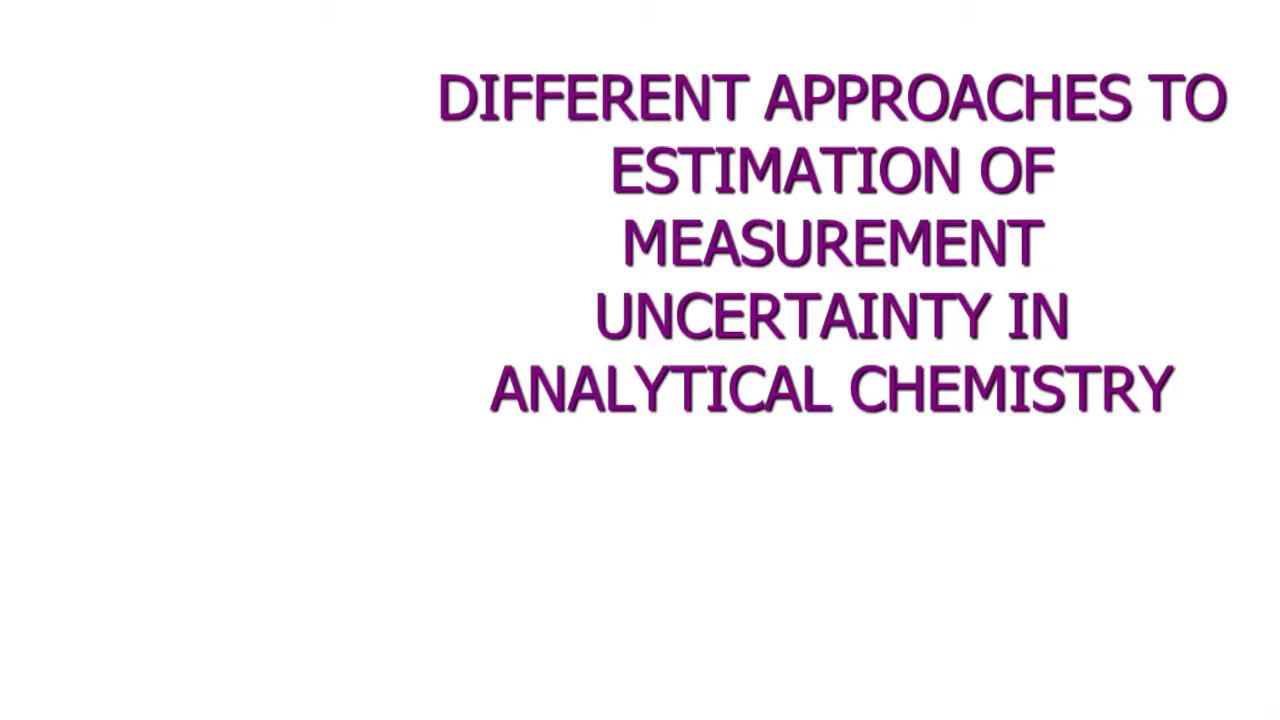 DIFFERENT APPROACHES TO
ESTIMATION OF
MEASUREMENT
UNCERTAINTY IN
ANALYTICAL CHEMISTRY